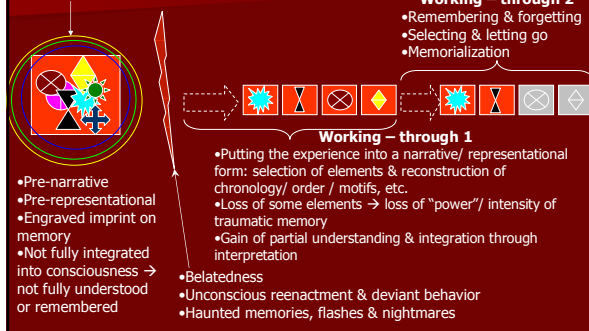 Working – through 2
•Remembering & forgetting
•Selecting & letting go
•Memorialization
Working – through 1
•Putting the experience into a narrative/ representational
form: selection of elements & reconstruction of
chronology/ order / motifs, etc.
•Loss of some elements → loss of “power”/ intensity of
traumatic memory
•Gain of partial understanding & integration through
interpretation
•Pre-narrative
•Pre-representational
•Engraved imprint on
memory
•Not fully integrated
into consciousness →
not fully understood
or remembered
•Belatedness
•Unconscious reenactment & deviant behavior
•Haunted memories, flashes & nightmares